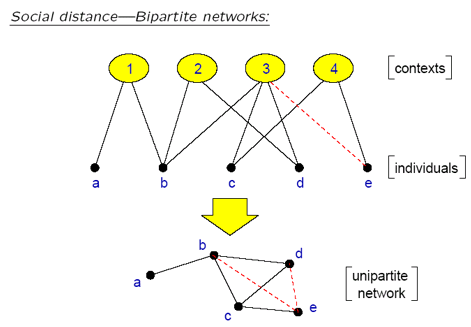 Social distance—Bipartite networks:
1 2 3 4
contexts
a b c d e
individuals
b d
a
c e
unipartite
network